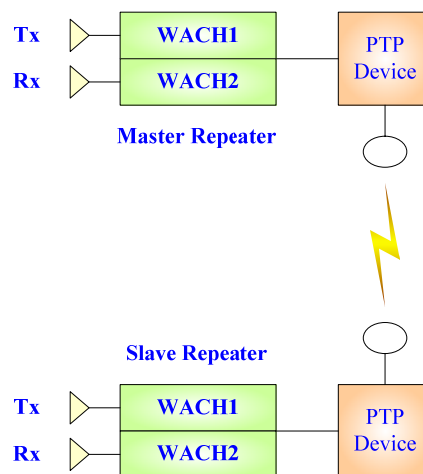 Tx
WACH1
Rx
WACH2
PTP
Device
Master Repeater
Slave Repeater
Tx
WACH1
Rx
WACH2
PTP
Device